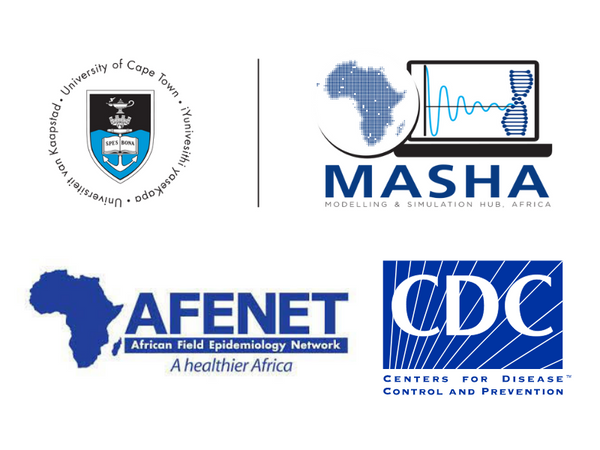 University of Cape Town • iYunivesithi yaseKapa • Universiteit van Kaapstad •
SPES BONA
MASHA
MODELLING & SIMULATION HUB, AFRICA
AFENET
African Field Epidemiology Network
A healthier Africa
CDC
CENTERS FOR DISEASE™
CONTROL AND PREVENTION